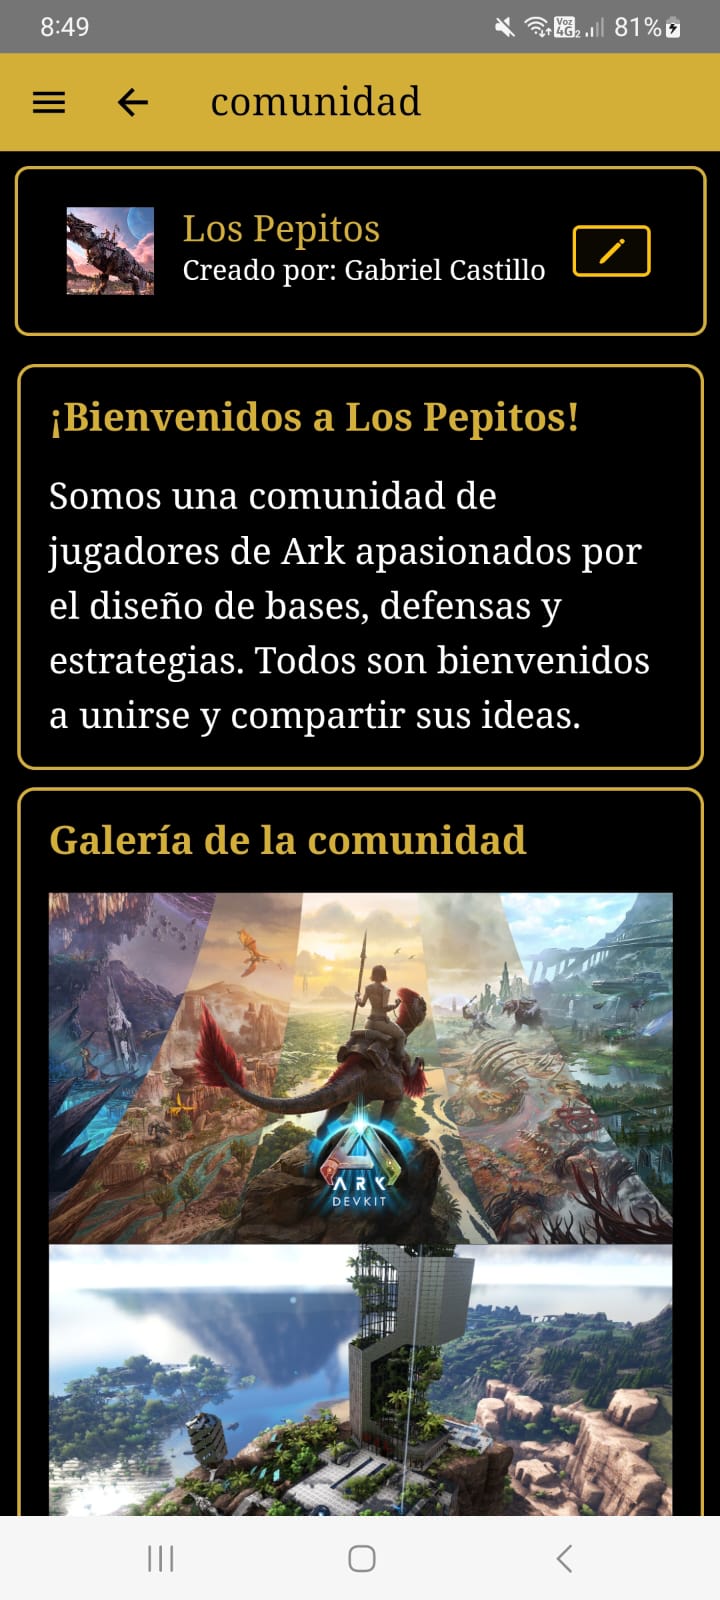 8:49
Voz
4G 2
81%
comunidad
Los Pepitos
Creado por: Gabriel Castillo
¡Bienvenidos a Los Pepitos!
Somos una comunidad de
jugadores de Ark apasionados por
el diseño de bases, defensas y
estrategias. Todos son bienvenidos
a unirse y compartir sus ideas.
Galería de la comunidad
ARK
DEVKIT